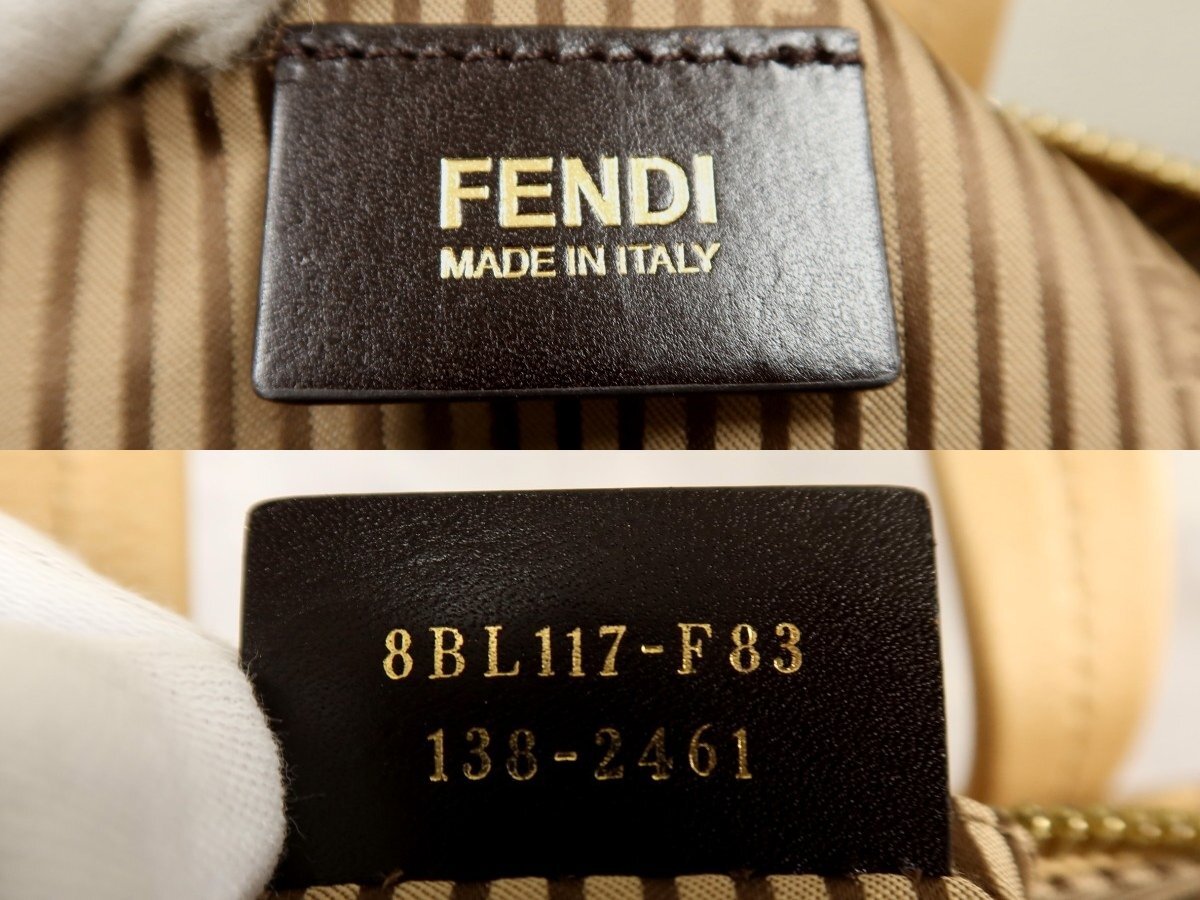 FENDI
MADE IN ITALY
8BL117-F83
138-2461